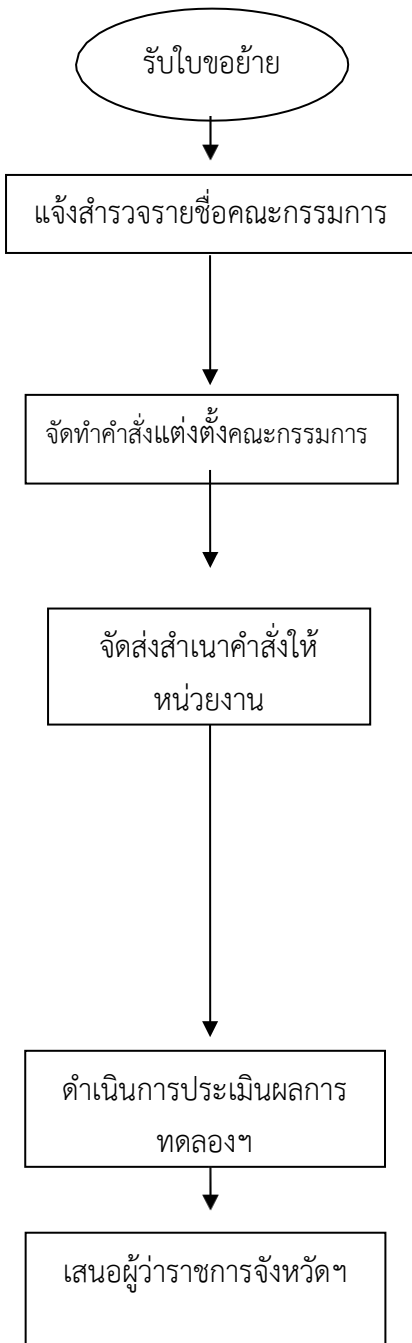 รับใบขอย้าย
แจ้งสำรวจรายชื่อคณะกรรมการ
จัดทำคำสั่งแต่งตั้งคณะกรรมการ
จัดส่งสำเนาคำสั่งให้
หน่วยงาน
ดำเนินการประเมินผลการ
ทดลองฯ
เสนอผู้ว่าราชการจังหวัดฯ